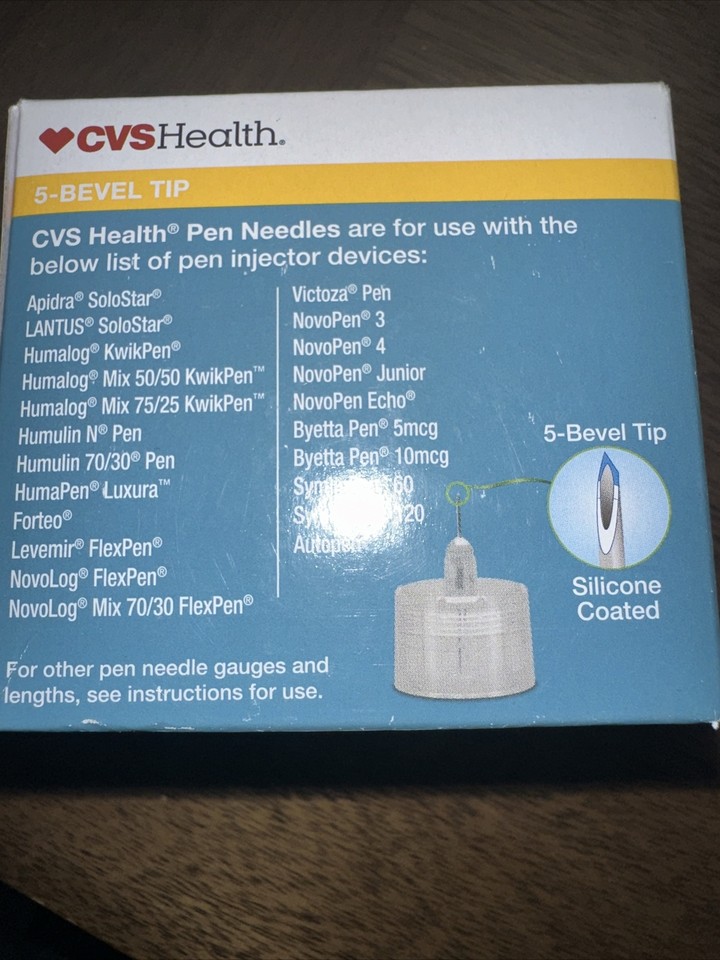 CVSHealth®
5-BEVEL TIP
CVS Health® Pen Needles are for use with the
below list of pen injector devices:
Apidra® SoloStar®
LANTUS® SoloStar®
Humalog® KwikPen®
Humalog® Mix 50/50 KwikPen™
Humalog® Mix 75/25 KwikPen™
Humulin N® Pen
Humulin 70/30® Pen
HumaPen® Luxura™
Forteo®
Levemir® FlexPen®
NovoLog® FlexPen®
NovoLog® Mix 70/30 FlexPen®
Victoza® Pen
NovoPen® 3
NovoPen® 4
NovoPen® Junior
NovoPen Echo®
Byetta Pen® 5mcg
Byetta Pen® 10mcg
60
Autopen
5-Bevel Tip
Silicone
Coated
For other pen needle gauges and
lengths, see instructions for use.